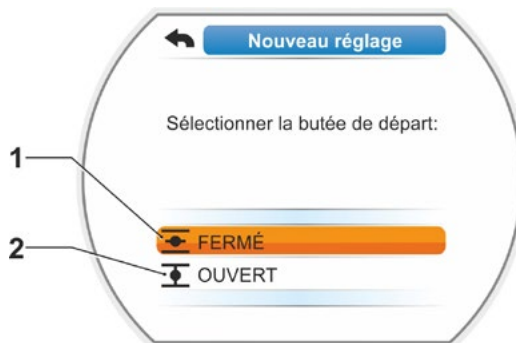 Nouveau réglage
Sélectionner la butée de départ:
1
FERMÉ
2
OUVERT